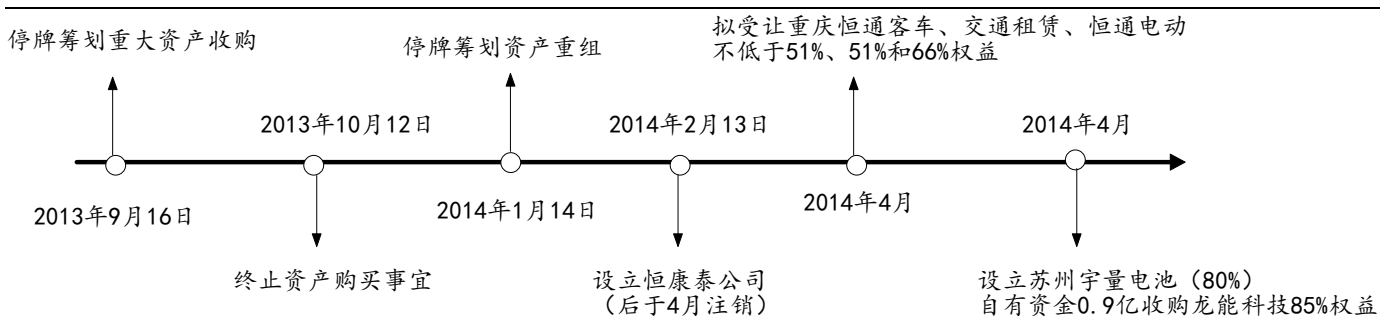 停牌筹划重大资产收购
停牌筹划资产重组
拟受让重庆恒通客车、交通租赁、恒通电动
不低于51%、51%和66%权益
2013年10月12日
2014年2月13日
2014年4月
2013年9月16日
2014年1月14日
2014年4月
终止资产购买事宜
设立恒康泰公司
（后于4月注销）
设立苏州宇量电池（80%）
自有资金0.9亿收购龙能科技85%权益